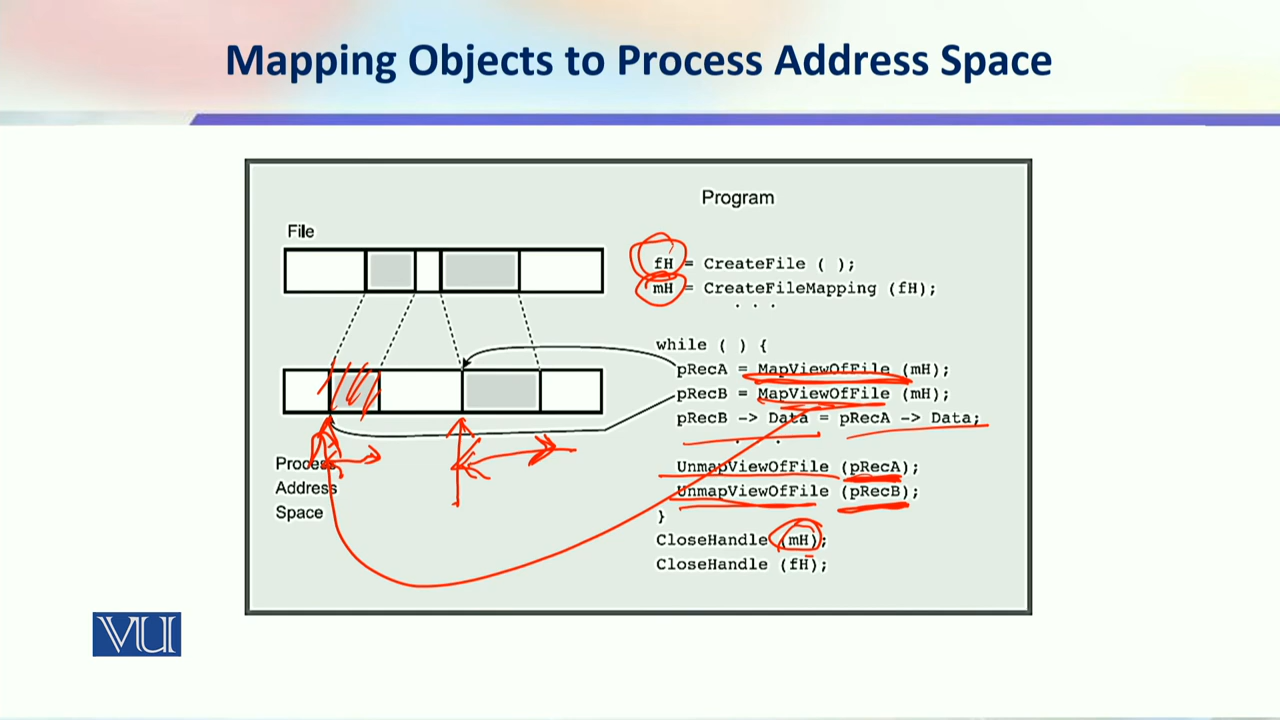 Mapping Objects to Process Address Space
Program
File
fH = CreateFile ( );
mH = CreateFileMapping (fH);
. . .
while ( ) {
pRecA = MapViewOfFile (mH);
pRecB = MapViewOfFile (mH);
pRecB -> Data = pRecA -> Data;
. . .
Process
Address
Space
UnmapViewOfFile (pRecA);
UnmapViewOfFile (pRecB);
}
CloseHandle (mH);
CloseHandle (fH);
VU